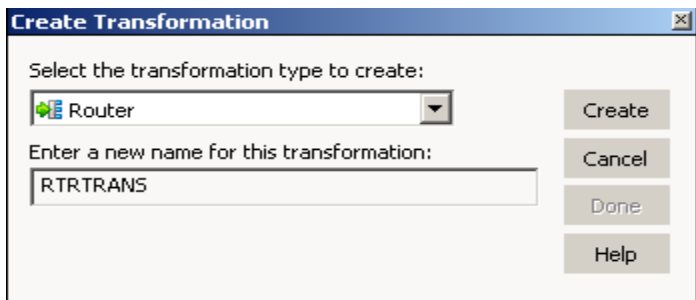 Create Transformation
Select the transformation type to create:
Router
Create
Enter a new name for this transformation:
Cancel
RTRTRANS
Done
Help